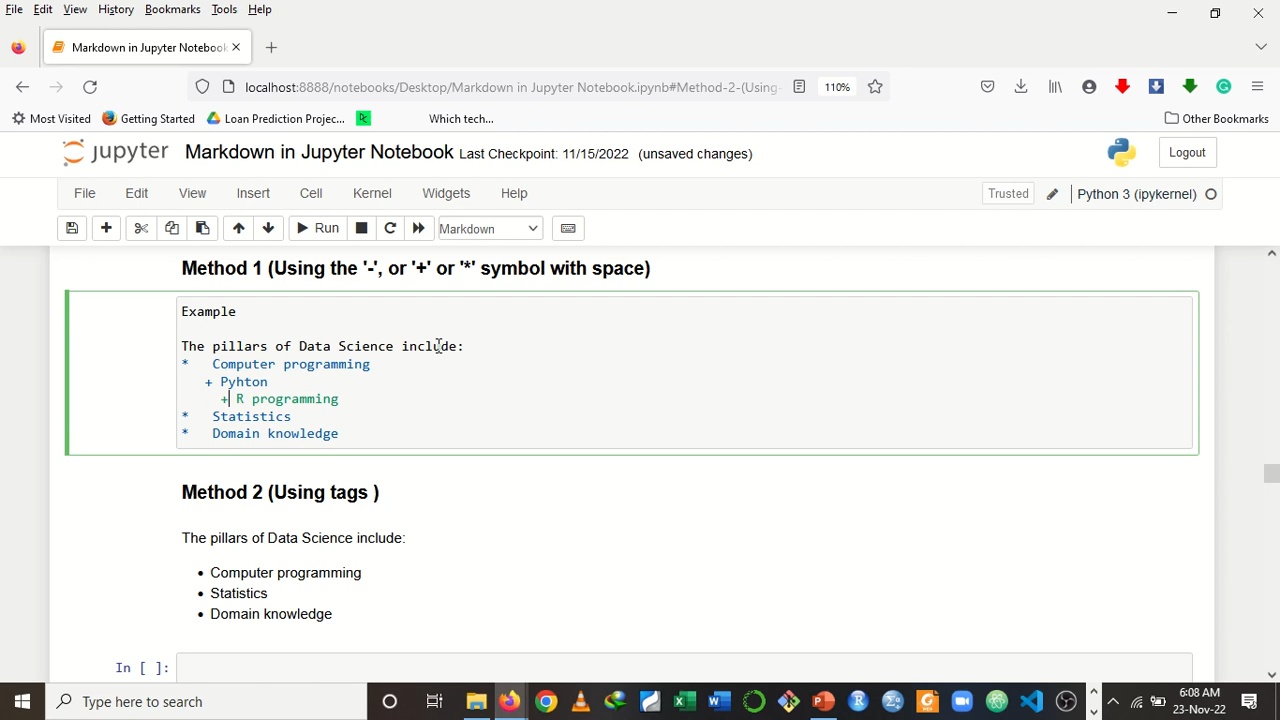 File Edit View History Bookmarks Tools Help
Markdown in Jupyter Notebook
localhost:8888/notebooks/Desktop/Markdown in Jupyter Notebook.ipynb#Method-2-(Using- 110%
Most Visited Getting Started Loan Prediction Projec... Which tech... Other Bookmarks
jupyter Markdown in Jupyter Notebook Last Checkpoint: 11/15/2022 (unsaved changes) Logout
File Edit View Insert Cell Kernel Widgets Help Trusted Python 3 (ipykernel)
Run Markdown
Method 1 (Using the '-', or '+' or '*' symbol with space)
Example
The pillars of Data Science include:
* Computer programming
+ Pyhton
+ R programming
* Statistics
* Domain knowledge
Method 2 (Using tags )
The pillars of Data Science include:
• Computer programming
• Statistics
• Domain knowledge
In [ ]:
Type here to search 6:08 AM
23-Nov-22